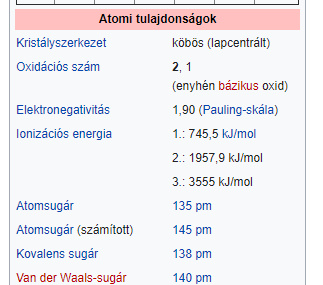 Atomi tulajdonságok
Kristályszerkezet köbös (lapcentrált)
Oxidációs szám 2, 1
(enyhén bázikus oxid)
Elektronegativitás 1,90 (Pauling-skála)
Ionizációs energia 1.: 745,5 kJ/mol
2.: 1957,9 kJ/mol
3.: 3555 kJ/mol
Atomsugár 135 pm
Atomsugár (számított) 145 pm
Kovalens sugár 138 pm
Van der Waals-sugár 140 pm